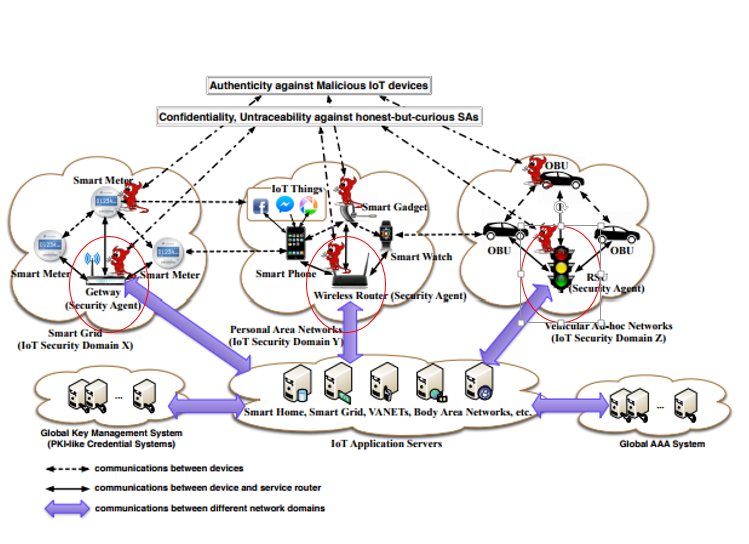 Authenticity against Malicious IoT devices
Confidentiality, Untraceability against honest-but-curious SAs
Smart Meter
IoT Things
Smart Gadget
OBU
Smart Meter
Smart Meter
Smart Phone
Smart Watch
OBU
OBU
Getway
(Security Agent)
Wireless Router (Security Agent)
RSU
(Security Agent)
Smart Grid
(IoT Security Domain X)
Personal Area Networks
(IoT Security Domain Y)
Vehicular Ad-hoc Networks
(IoT Security Domain Z)
...
Smart Home, Smart Grid, VANETs, Body Area Networks, etc.
...
Global Key Management System
(PKI-like Credential Systems)
IoT Application Servers
Global AAA System
communications between devices
communications between device and service router
communications between different network domains